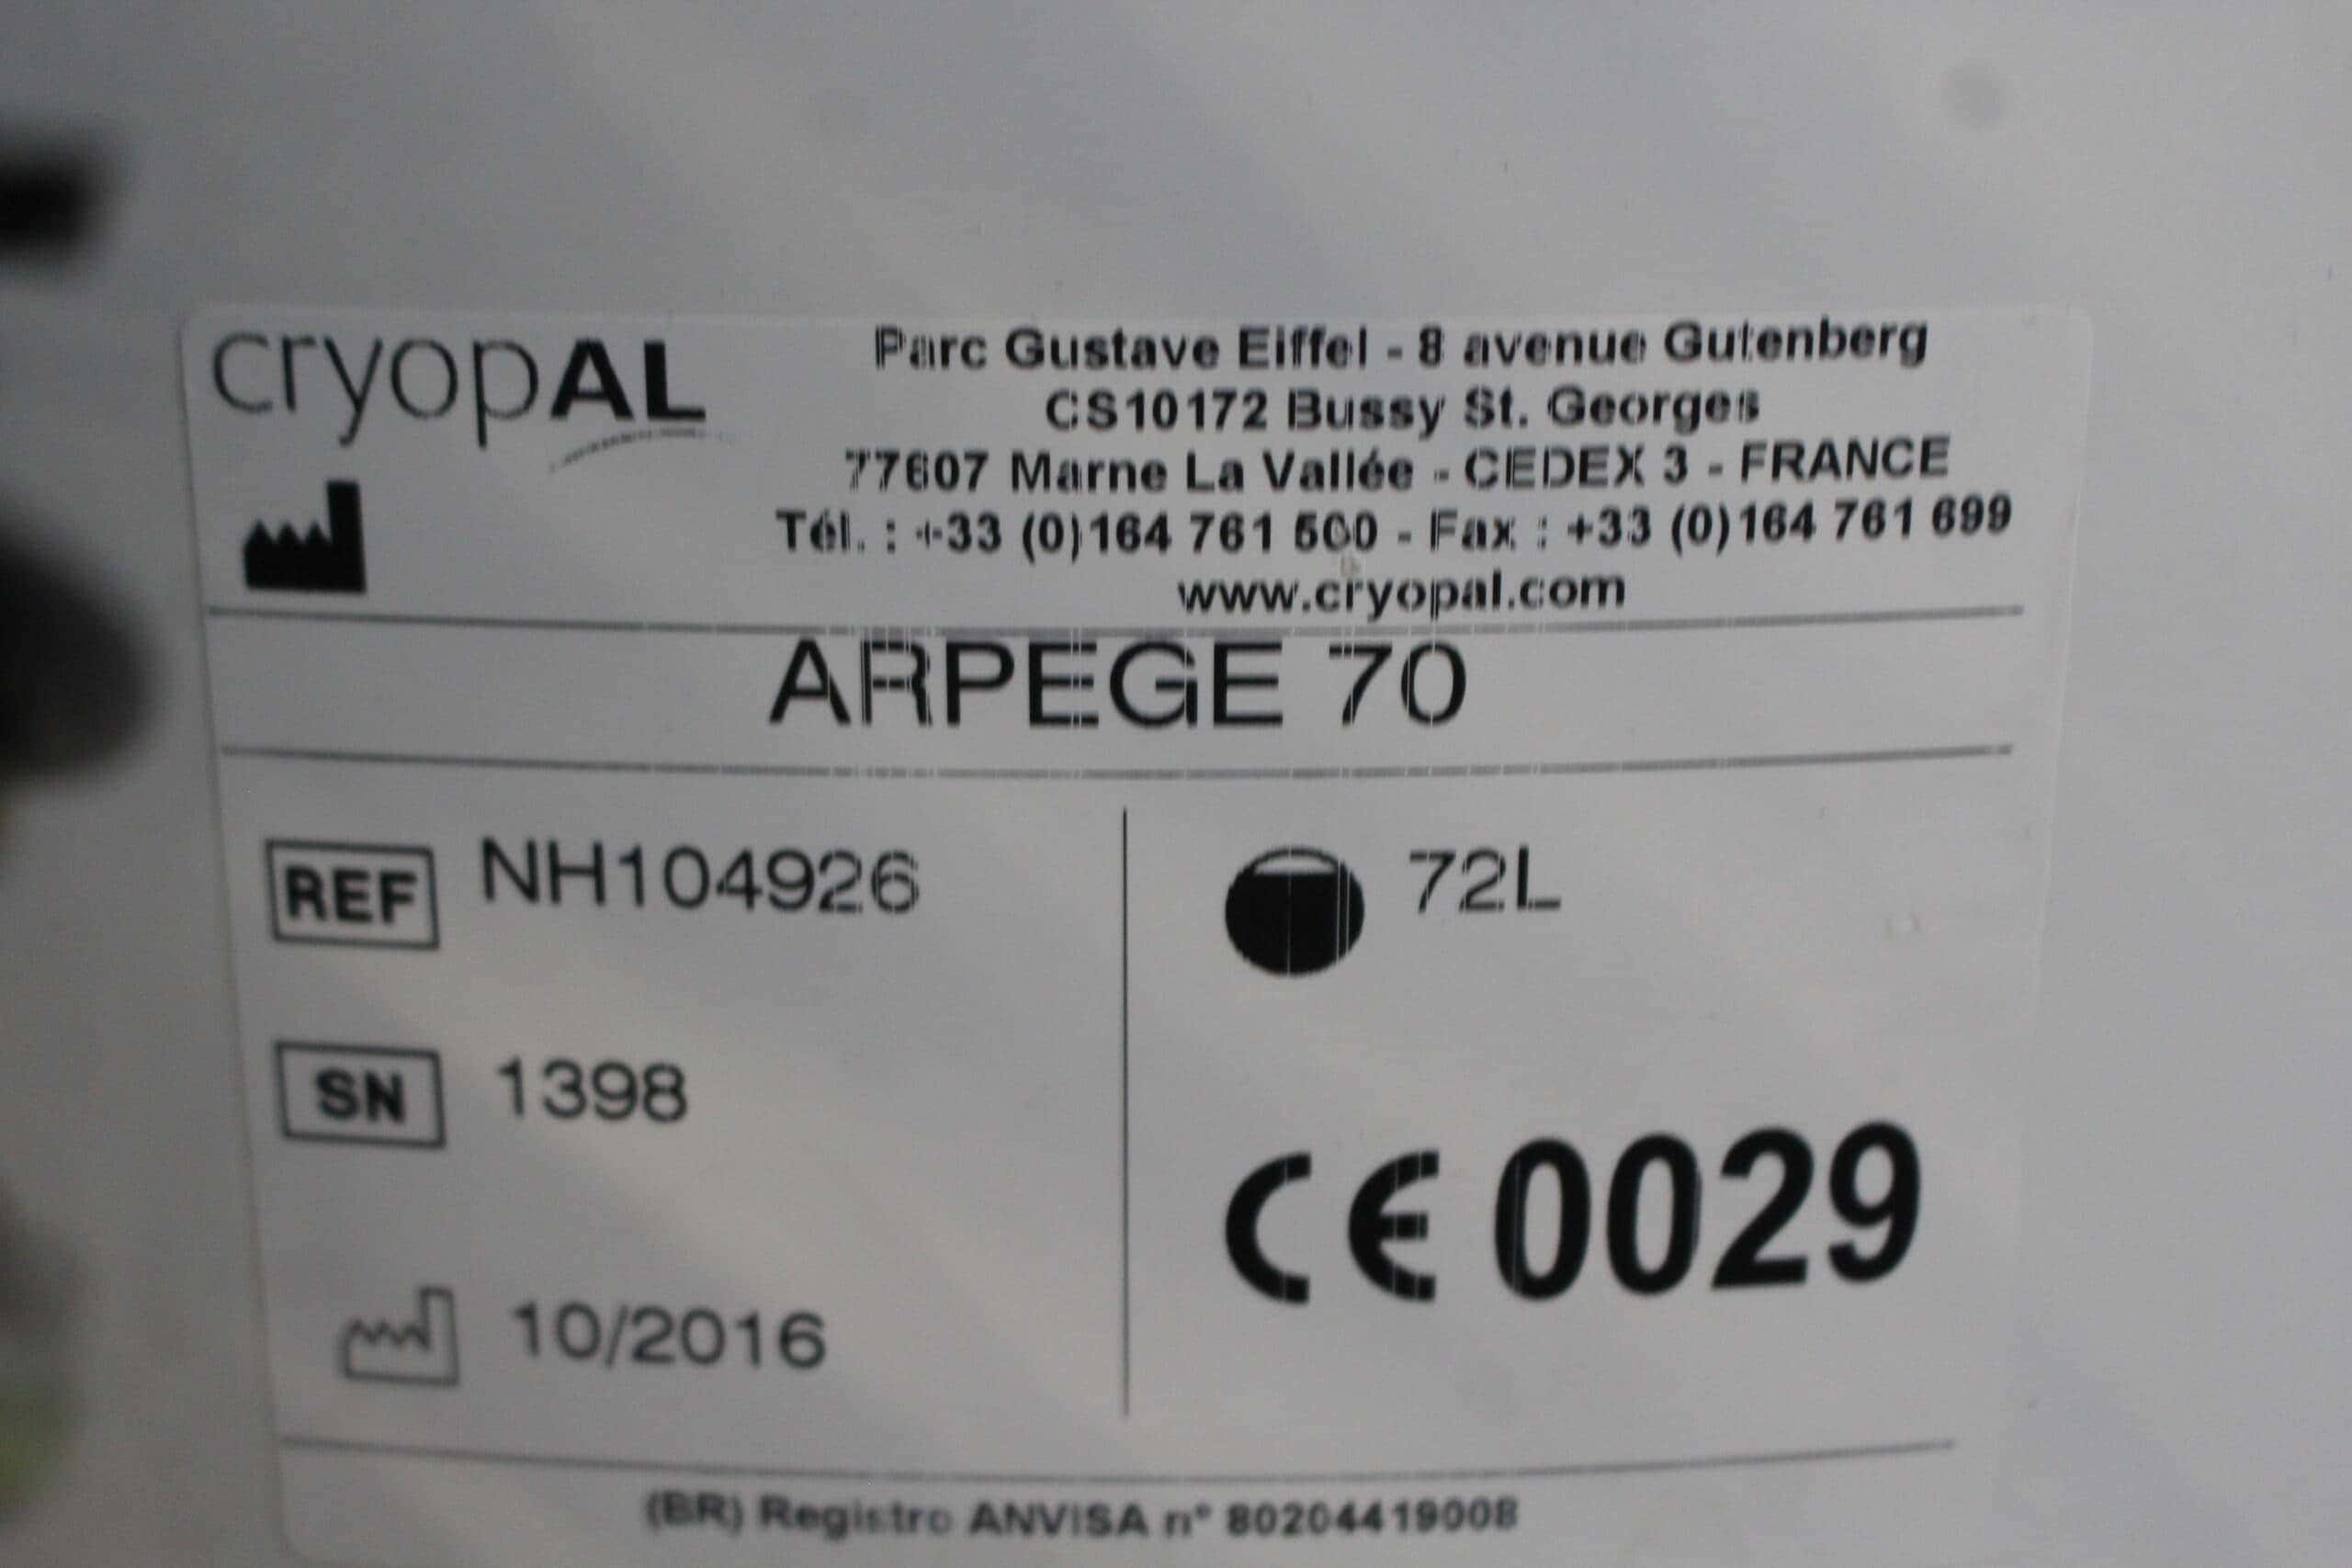 cryopAL
Parc Gustave Eiffel - 8 avenue Gutenberg
CS10172 Bussy St. Georges
77607 Marne La Vallée - CEDEX 3 - FRANCE
Tél. : +33 (0)164 761 500 - Fax : +33 (0)164 761 699
www.cryopal.com
ARPEGE 70
REF NH104926
72L
SN 1398
CE 0029
10/2016
(BR) Registro ANVISA n° 80204419008